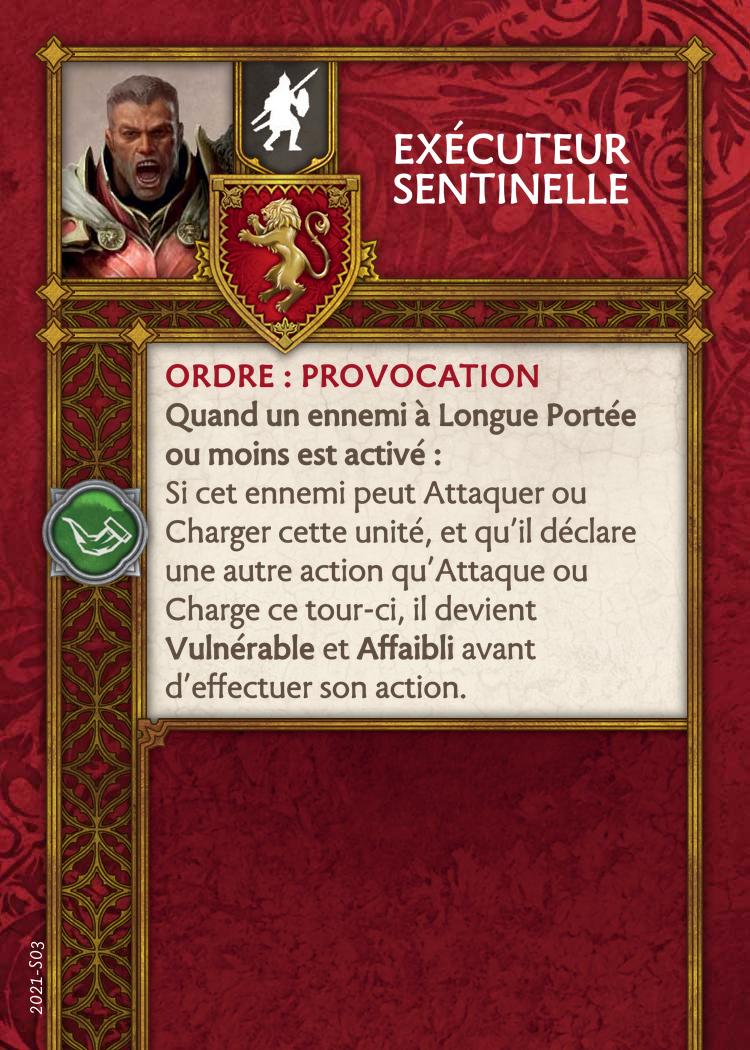 EXÉCUTEUR
SENTINELLE
ORDRE : PROVOCATION
Quand un ennemi à Longue Portée
ou moins est activé :
Si cet ennemi peut Attaquer ou
Charger cette unité, et qu'il déclare
une autre action qu'Attaque ou
Charge ce tour-ci, il devient
Vulnérable et Affaibli avant
d'effectuer son action.
2021-S03